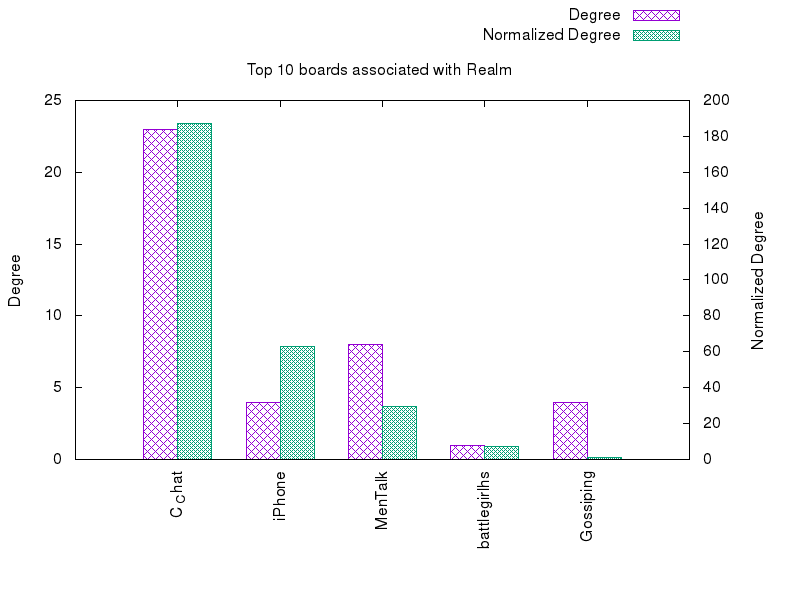 Degree
Normalized Degree
Top 10 boards associated with Realm
25
20
15
10
5
0
200
180
160
140
120
100
80
60
40
20
0
Degree
Normalized Degree
C_Chat
iPhone
MenTalk
battlegirlhs
Gossiping